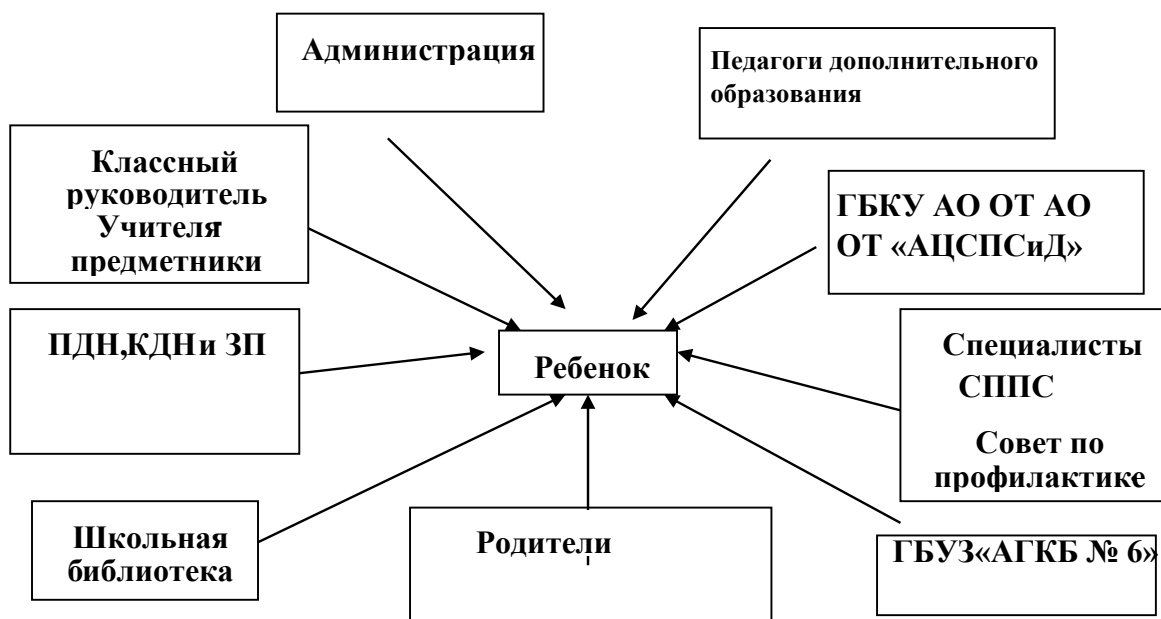 Администрация
Педагоги дополнительного
образования
Классный
руководитель
Учителя-
предметники
ГБКУ АО ОТ АО
ОТ «АЦСПСиД»
ПДН,КДН и ЗП
Ребенок
Специалисты
СППС
Совет по
профилактике
Школьная
библиотека
Родители
ГБУЗ«АГКБ № 6»